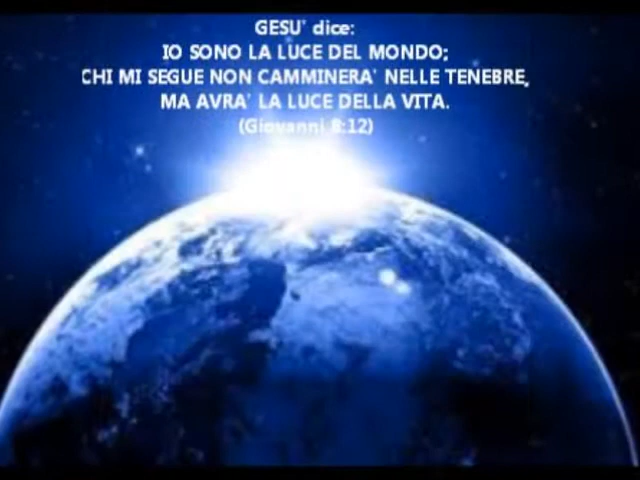 GESU' dice:
IO SONO LA LUCE DEL MONDO;
CHI MI SEGUE NON CAMMINERA' NELLE TENEBRE,
MA AVRA' LA LUCE DELLA VITA.
(Giovanni 8:12)